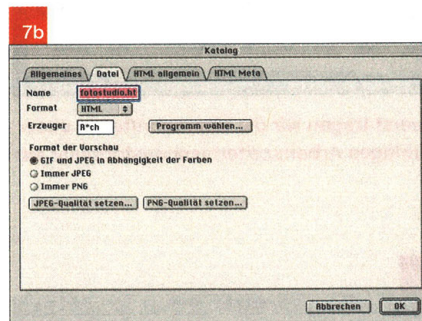 7b
Katalog
Allgemeines Datei HTML allgemein HTML Meta
Name fotostudio.ht
Format HTML
Erzeuger R*ch Programm wählen...
Format der Vorschau
GIF und JPEG in Abhängigkeit der Farben
Immer JPEG
Immer PNG
JPEG-Qualität setzen... PNG-Qualität setzen...
Abbrechen OK